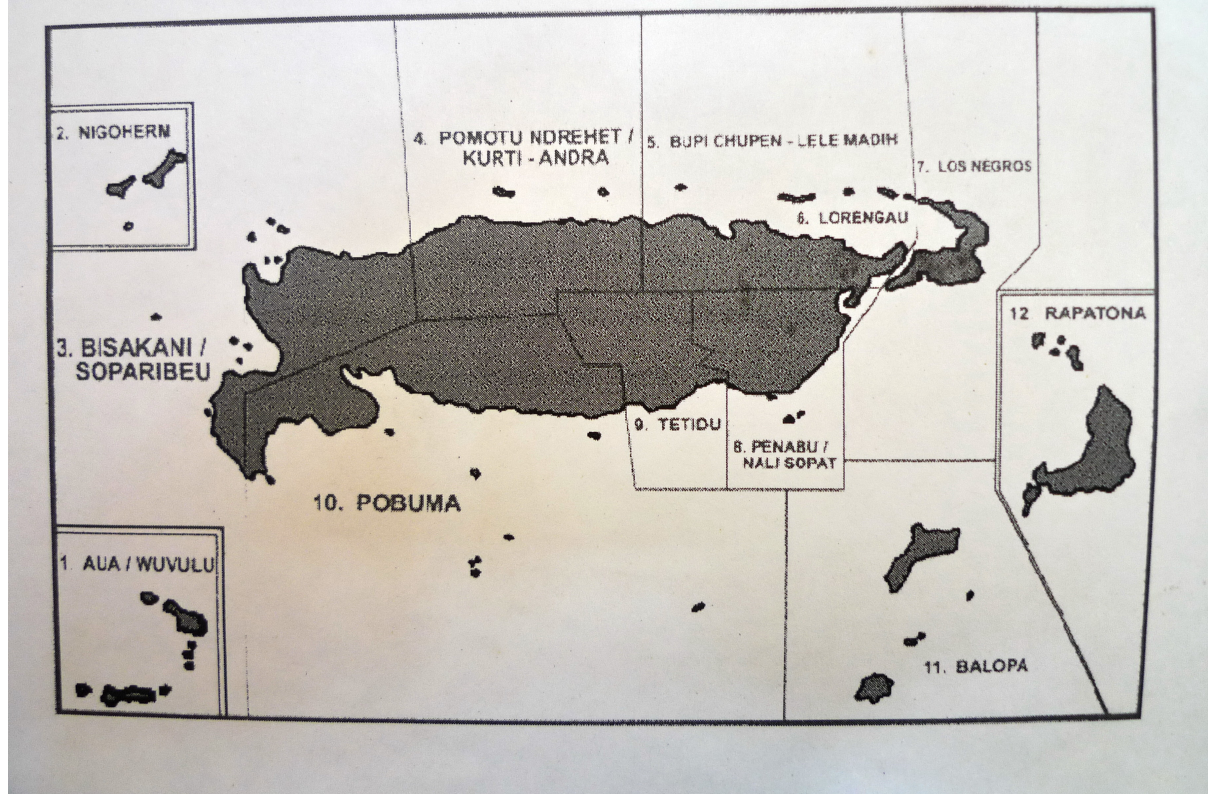 2. NIGOHERM
4. POMOTU NDREHET /
KURTI - ANDRA
5. BUPI CHUPEN - LELE MADIH
7. LOS NEGROS
6. LORENGAU
3. BISAKANI /
SOPARIBEU
12 RAPATONA
9. TETIDU
8. PENABU /
NALI SOPAT
10. POBUMA
1. AUA / WUVULU
11. BALOPA